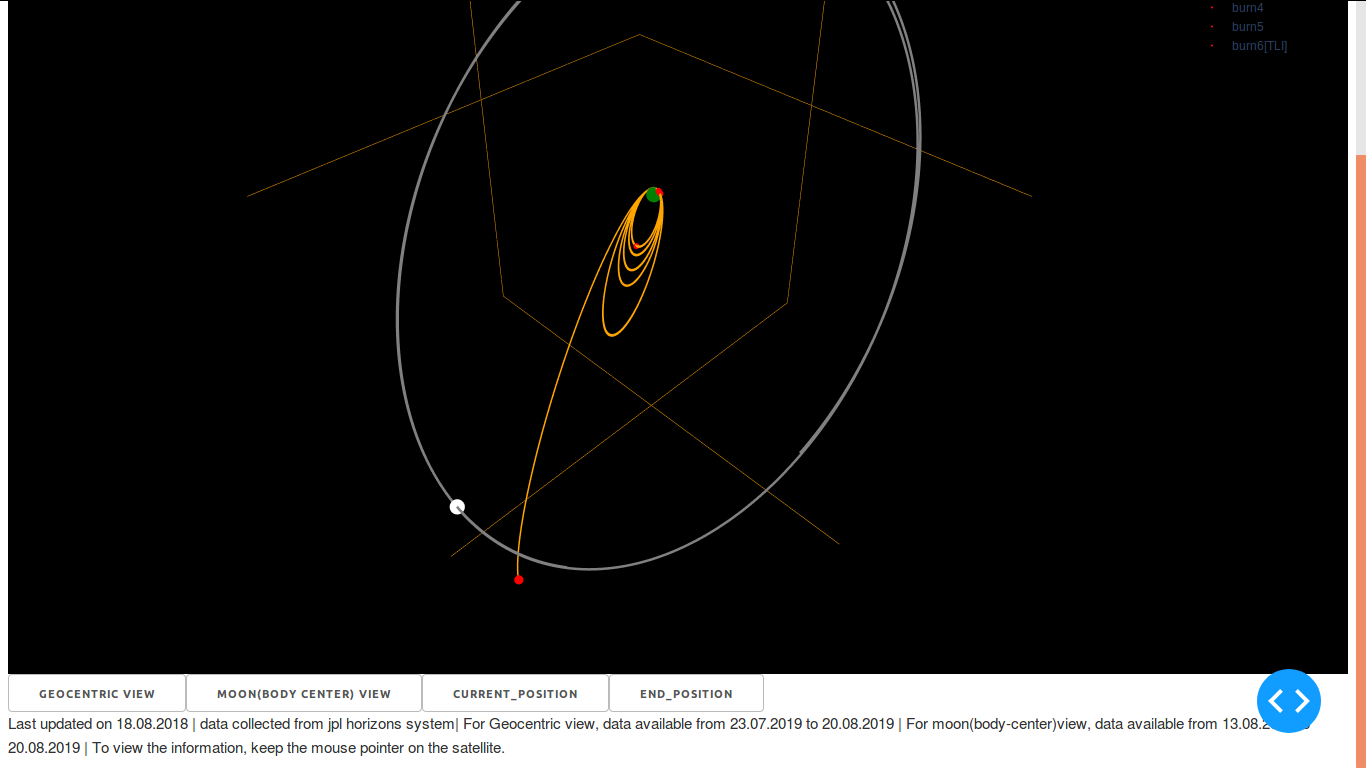 burn4
burn5
burn6[TLI]
GEOCENTRIC VIEW MOON(BODY CENTER) VIEW CURRENT_POSITION END_POSITION
Last updated on 18.08.2018 | data collected from jpl horizons system| For Geocentric view, data available from 23.07.2019 to 20.08.2019 | For moon(body-center)view, data available from 13.08.2
20.08.2019 | To view the information, keep the mouse pointer on the satellite.